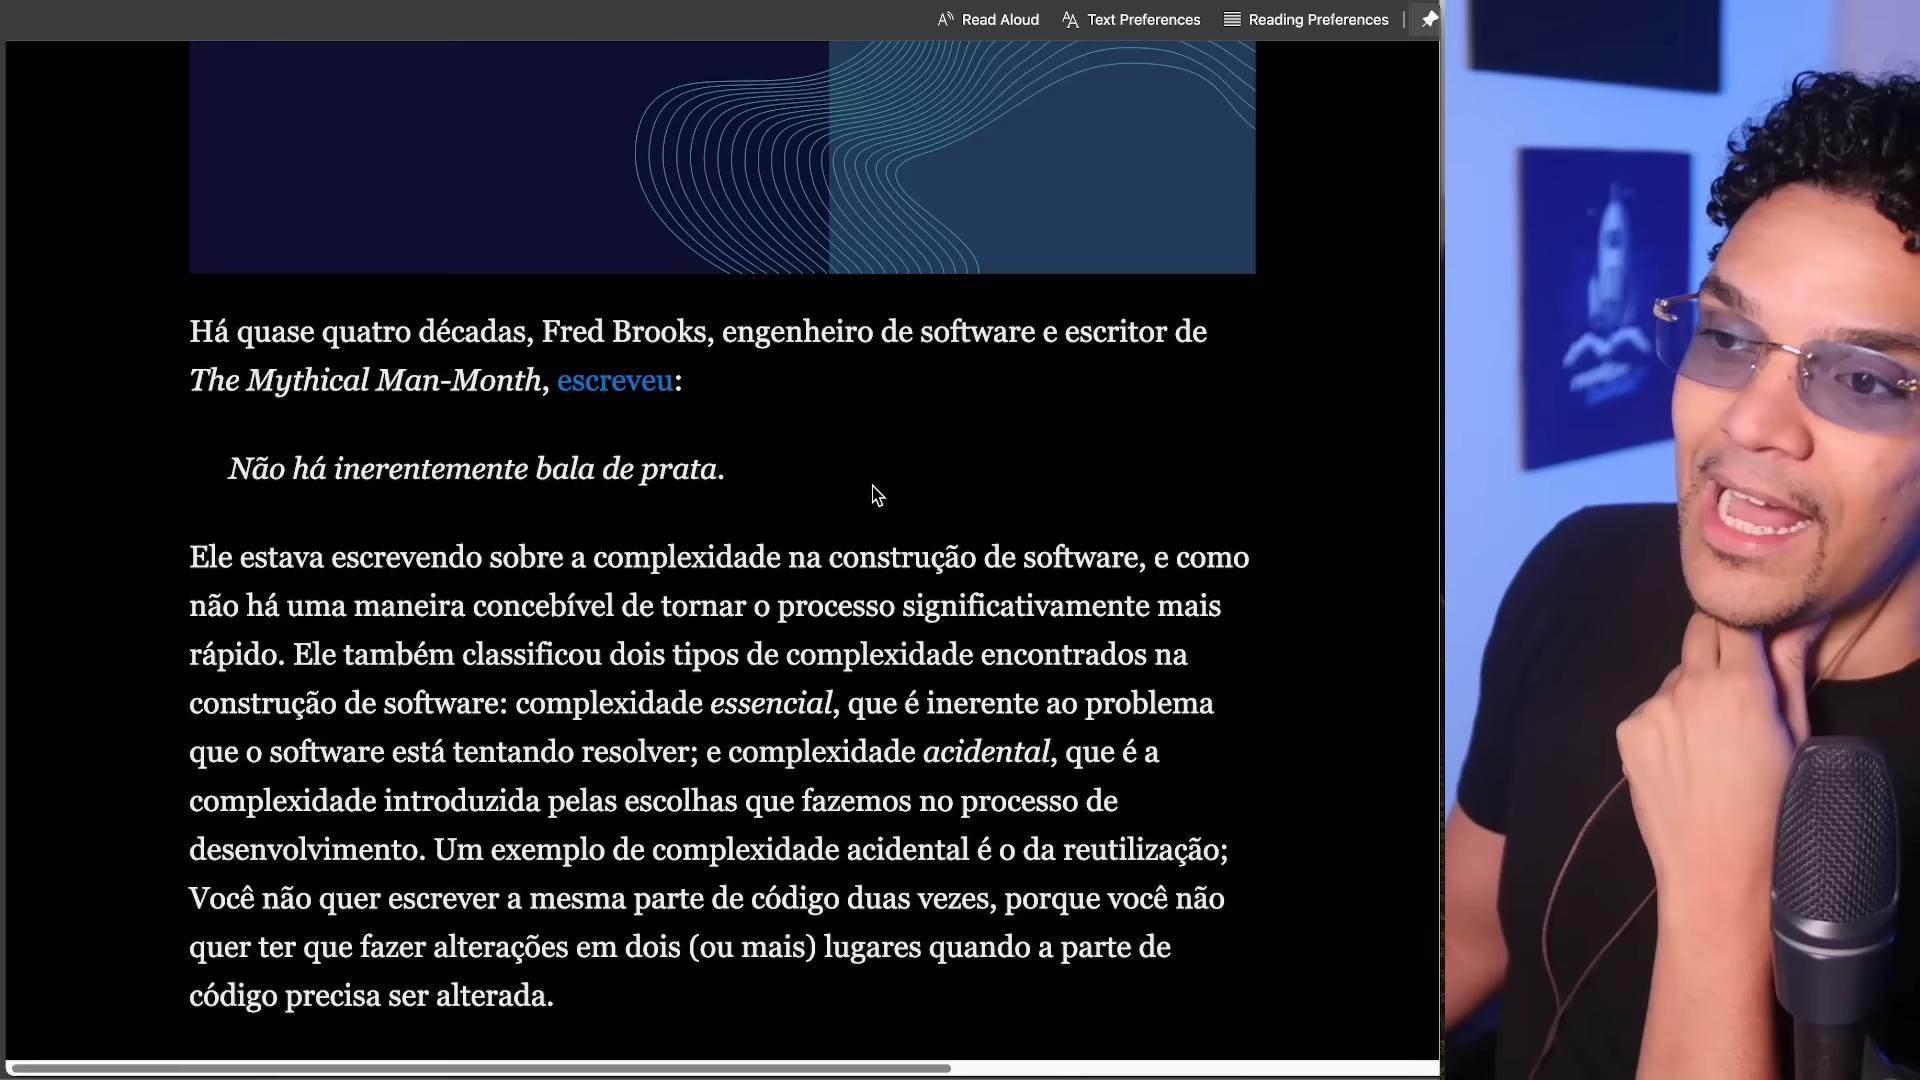 Read Aloud Text Preferences Reading Preferences
Há quase quatro décadas, Fred Brooks, engenheiro de software e escritor de
The Mythical Man-Month, escreveu:
Não há inerentemente bala de prata.
Ele estava escrevendo sobre a complexidade na construção de software, e como
não há uma maneira concebível de tornar o processo significativamente mais
rápido. Ele também classificou dois tipos de complexidade encontrados na
construção de software: complexidade essencial, que é inerente ao problema
que o software está tentando resolver; e complexidade acidental, que é a
complexidade introduzida pelas escolhas que fazemos no processo de
desenvolvimento. Um exemplo de complexidade acidental é o da reutilização;
Você não quer escrever a mesma parte de código duas vezes, porque você não
quer ter que fazer alterações em dois (ou mais) lugares quando a parte de
código precisa ser alterada.